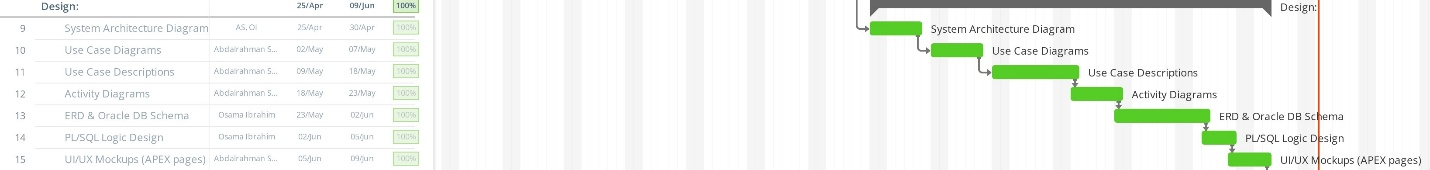 Design: 25/Apr 09/Jun 100% Design:
9 System Architecture Diagram AS, OI 25/Apr 30/Apr 100% System Architecture Diagram
10 Use Case Diagrams Abdalrahman S... 02/May 07/May 100% Use Case Diagrams
11 Use Case Descriptions Abdalrahman S... 09/May 18/May 100% Use Case Descriptions
12 Activity Diagrams Abdalrahman S... 18/May 23/May 100% Activity Diagrams
13 ERD & Oracle DB Schema Osama Ibrahim 23/May 02/Jun 100% ERD & Oracle DB Schema
14 PL/SQL Logic Design Osama Ibrahim 02/Jun 05/Jun 100% PL/SQL Logic Design
15 UI/UX Mockups (APEX pages) Abdalrahman S... 05/Jun 09/Jun 100% UI/UX Mockups (APEX pages)